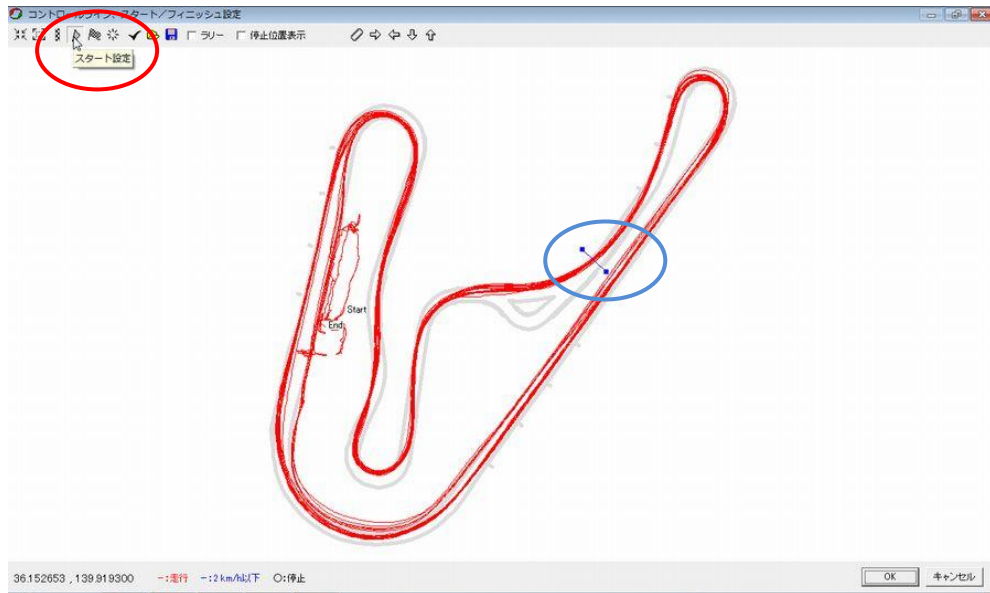 コントロールライン、スタート/フィニッシュ設定
ラリー 停止位置表示
スタート設定
Start
End
36.152653 , 139.919300 -:走行 -:2km/h以下 O:停止
OK キャンセル